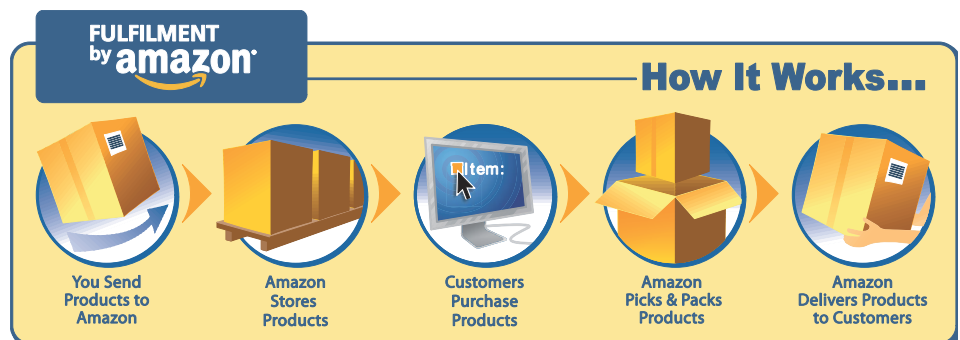 FULFILMENT
by amazon
How It Works...
Item:
You Send
Products to
Amazon
Amazon
Stores
Products
Customers
Purchase
Products
Amazon
Picks & Packs
Products
Amazon
Delivers Products
to Customers